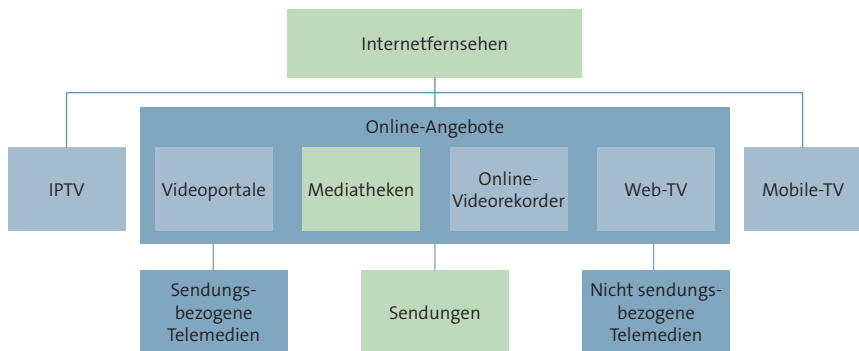 Internetfernsehen
Online-Angebote
IPTV
Videoportale
Mediatheken
Online-
Videorekorder
Web-TV
Mobile-TV
Sendungs-
bezogene
Telemedien
Sendungen
Nicht sendungs-
bezogene
Telemedien